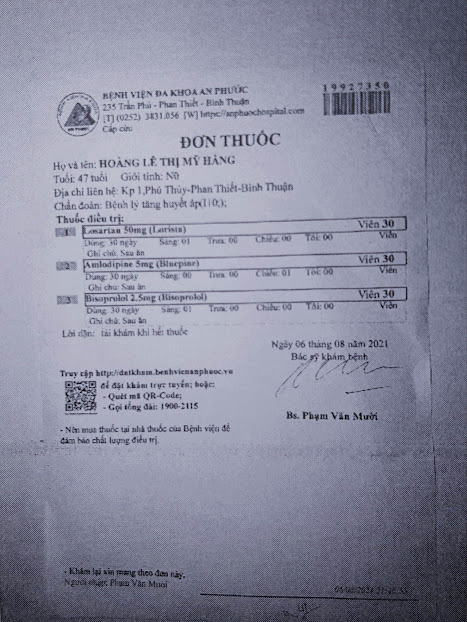 BỆNH VIỆN ĐA KHOA AN PHƯỚC
235 Trần Phú - Phan Thiết - Bình Thuận
[T] (0252) 3831.056 [W] https://anphuochospital.com
Cấp cứu:
19927350
AN PHƯỚC
ĐƠN THUỐC
Họ và tên: HOÀNG LÊ THỊ MỸ HẰNG
Tuổi: 47 tuổi Giới tính: Nữ
Địa chỉ liên hệ: Kp 1,Phú Thủy-Phan Thiết-Bình Thuận
Chẩn đoán: Bệnh lý tăng huyết áp(I10;);
Thuốc điều trị:
1 Losartan 50mg (Lorista) Viên 30
Dùng: 30 ngày Sáng: 01 Trưa: 00 Chiều: 00 Tối: 00 Viên
Ghi chú: Sau ăn
2 Amlodipine 5mg (Bluepine) Viên 30
Dùng: 30 ngày Sáng: 00 Trưa: 00 Chiều: 01 Tối: 00 Viên
Ghi chú: Sau ăn
3 Bisoprolol 2.5mg (Bisoprolol) Viên 30
Dùng: 30 ngày Sáng: 01 Trưa: 00 Chiều: 00 Tối: 00 Viên
Ghi chú: Sau ăn
Lời dặn: tái khám khi hết thuốc
Ngày 06 tháng 08 năm 2021
Bác sỹ khám bệnh
Truy cập http://datkham.benhvienanphuoc.vn
để đặt khám trực tuyến; hoặc:
- Quét mã QR-Code;
- Gọi tổng đài: 1900-2115
Bs. Phạm Văn Mười
- Nên mua thuốc tại nhà thuốc của Bệnh viện để
đảm bảo chất lượng điều trị.
- Khám lại xin mang theo đơn này.
Người nhập: Phạm Văn Mười